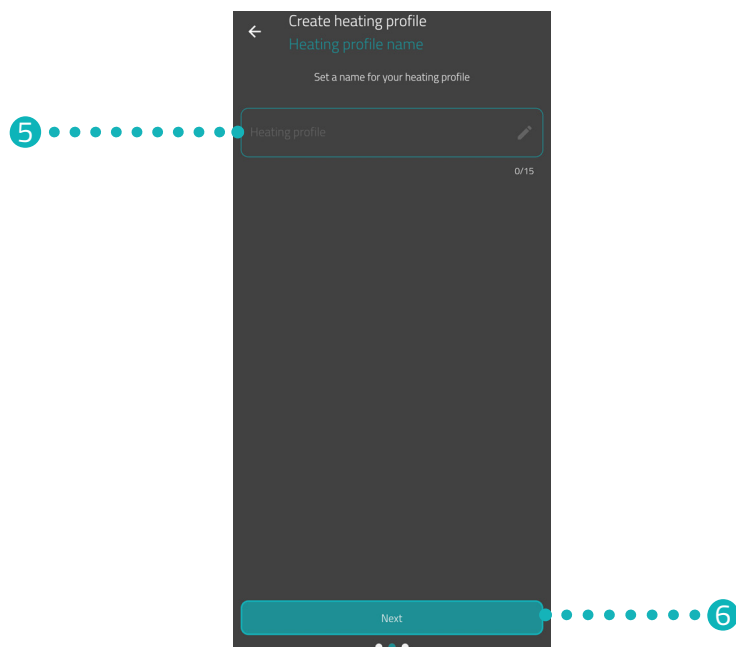 Create heating profile
Heating profile name
Set a name for your heating profile
5
Heating profile
0/15
Next
6